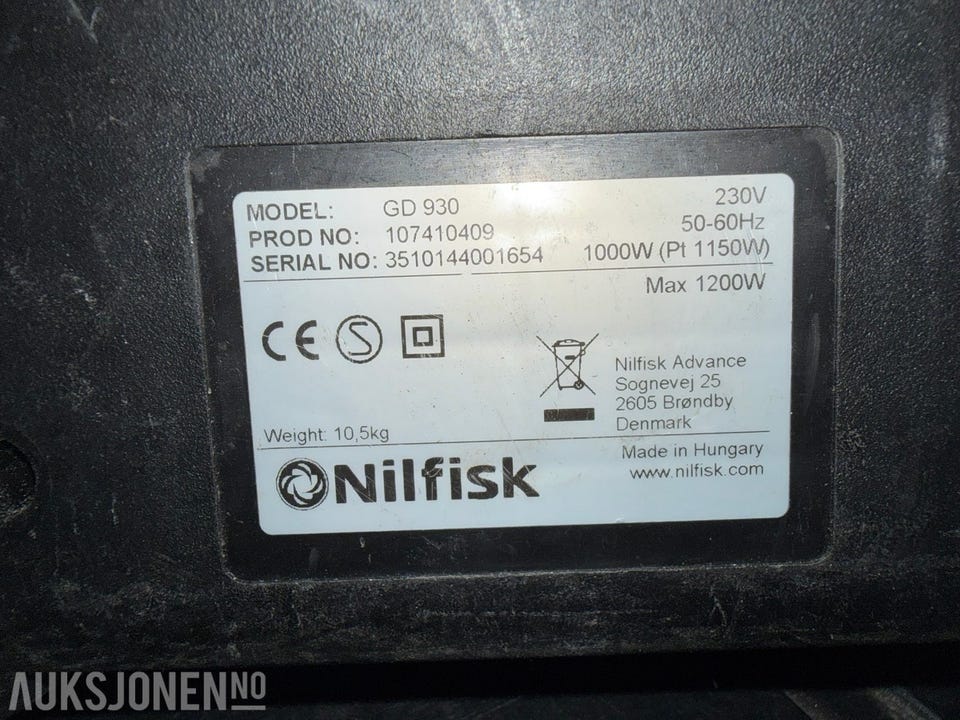 MODEL: GD 930 230V
PROD NO: 107410409 50-60Hz
SERIAL NO: 3510144001654 1000W (Pt 1150W)
Max 1200W
CE S
Nilfisk Advance
Sognevej 25
2605 Brøndby
Denmark
Weight: 10,5kg
Made in Hungary
Nilfisk www.nilfisk.com
AUKSJONEN NO